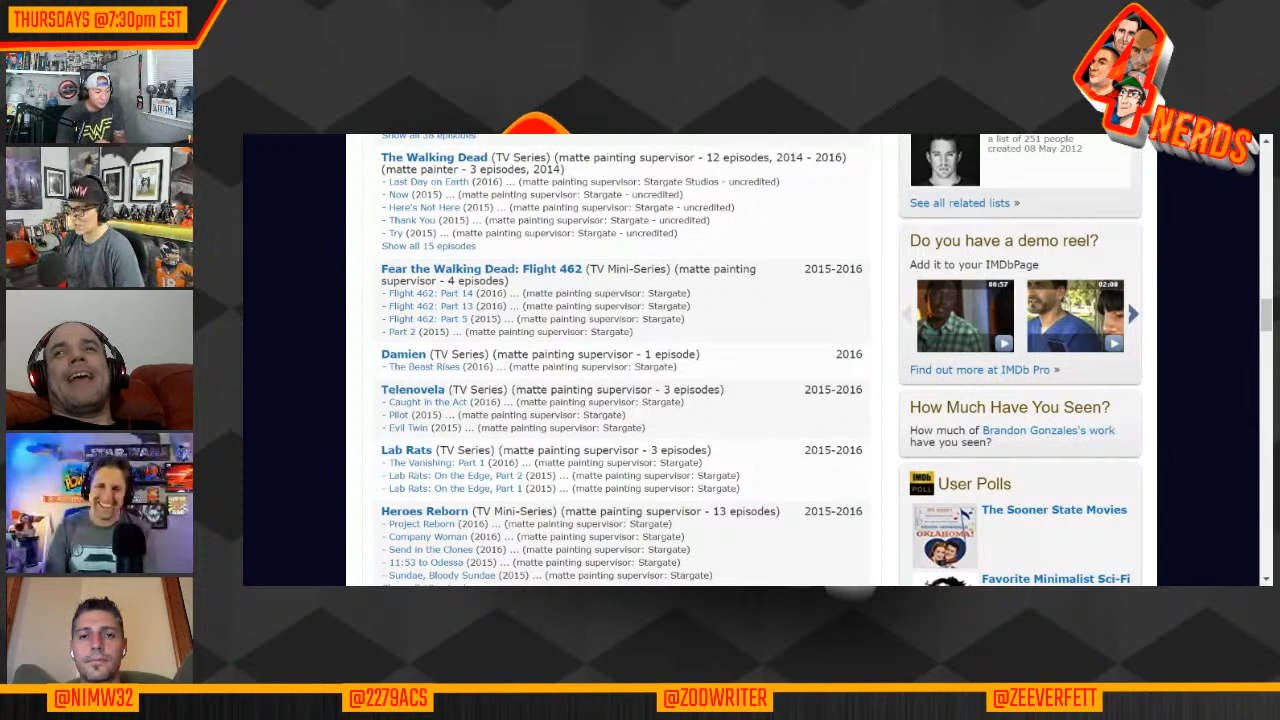 THURSDAYS @7:30pm EST
4
NERDS
Show all 38 episodes
The Walking Dead (TV Series) (matte painting supervisor - 12 episodes, 2014 - 2016)
(matte painter - 3 episodes, 2014)
- Last Day on Earth (2016) ... (matte painting supervisor: Stargate Studios - uncredited)
- Now (2015) ... (matte painting supervisor: Stargate - uncredited)
- Here's Not Here (2015) ... (matte painting supervisor: Stargate - uncredited)
- Thank You (2015) ... (matte painting supervisor: Stargate - uncredited)
- Try (2015) ... (matte painting supervisor: Stargate - uncredited)
Show all 15 episodes
Fear the Walking Dead: Flight 462 (TV Mini-Series) (matte painting 2015-2016
supervisor - 4 episodes)
- Flight 462: Part 14 (2016) ... (matte painting supervisor: Stargate)
- Flight 462: Part 13 (2016) ... (matte painting supervisor: Stargate)
- Flight 462: Part 5 (2015) ... (matte painting supervisor: Stargate)
- Part 2 (2015) ... (matte painting supervisor: Stargate)
Damien (TV Series) (matte painting supervisor - 1 episode) 2016
- The Beast Rises (2016) ... (matte painting supervisor: Stargate)
Telenovela (TV Series) (matte painting supervisor - 3 episodes) 2015-2016
- Caught in the Act (2016) ... (matte painting supervisor: Stargate)
- Pilot (2015) ... (matte painting supervisor: Stargate)
- Evil Twin (2015) ... (matte painting supervisor: Stargate)
Lab Rats (TV Series) (matte painting supervisor - 3 episodes) 2015-2016
- The Vanishing: Part 1 (2016) ... (matte painting supervisor: Stargate)
- Lab Rats: On the Edge, Part 2 (2015) ... (matte painting supervisor: Stargate)
- Lab Rats: On the Edge, Part 1 (2015) ... (matte painting supervisor: Stargate)
Heroes Reborn (TV Mini-Series) (matte painting supervisor - 13 episodes) 2015-2016
- Project Reborn (2016) ... (matte painting supervisor: Stargate)
- Company Woman (2016) ... (matte painting supervisor: Stargate)
- Send in the Clones (2016) ... (matte painting supervisor: Stargate)
- 11:53 to Odessa (2015) ... (matte painting supervisor: Stargate)
- Sundae, Bloody Sundae (2015) ... (matte painting supervisor: Stargate)
a list of 251 people
created 08 May 2012
See all related lists »
Do you have a demo reel?
Add it to your IMDbPage
00:57
02:08
Find out more at IMDb Pro »
How Much Have You Seen?
How much of Brandon Gonzales's work
have you seen?
IMDb
POLL
User Polls
The Sooner State Movies
OKLAHOMA!
Favorite Minimalist Sci-Fi
STAR WARS
NMW
@NIMW32
@2279ACS
@ZODWRITER
@ZEEVERFETT